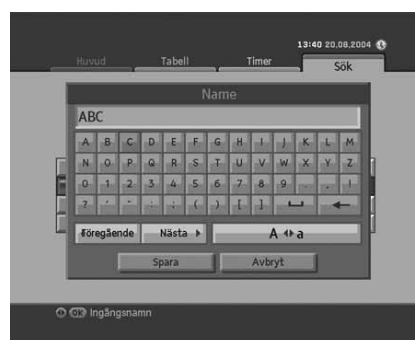 13:40 20.08.2004
Huvud Tabell Timer Sök
Name
ABC
A B C D E F G H I J K L M
N O P Q R S T U V W X Y Z
0 1 2 3 4 5 6 7 8 9 - . !
? ' " : ; ( ) [ ]
Föregående Nästa A a
Spara Avbryt
OK Ingångsnamn